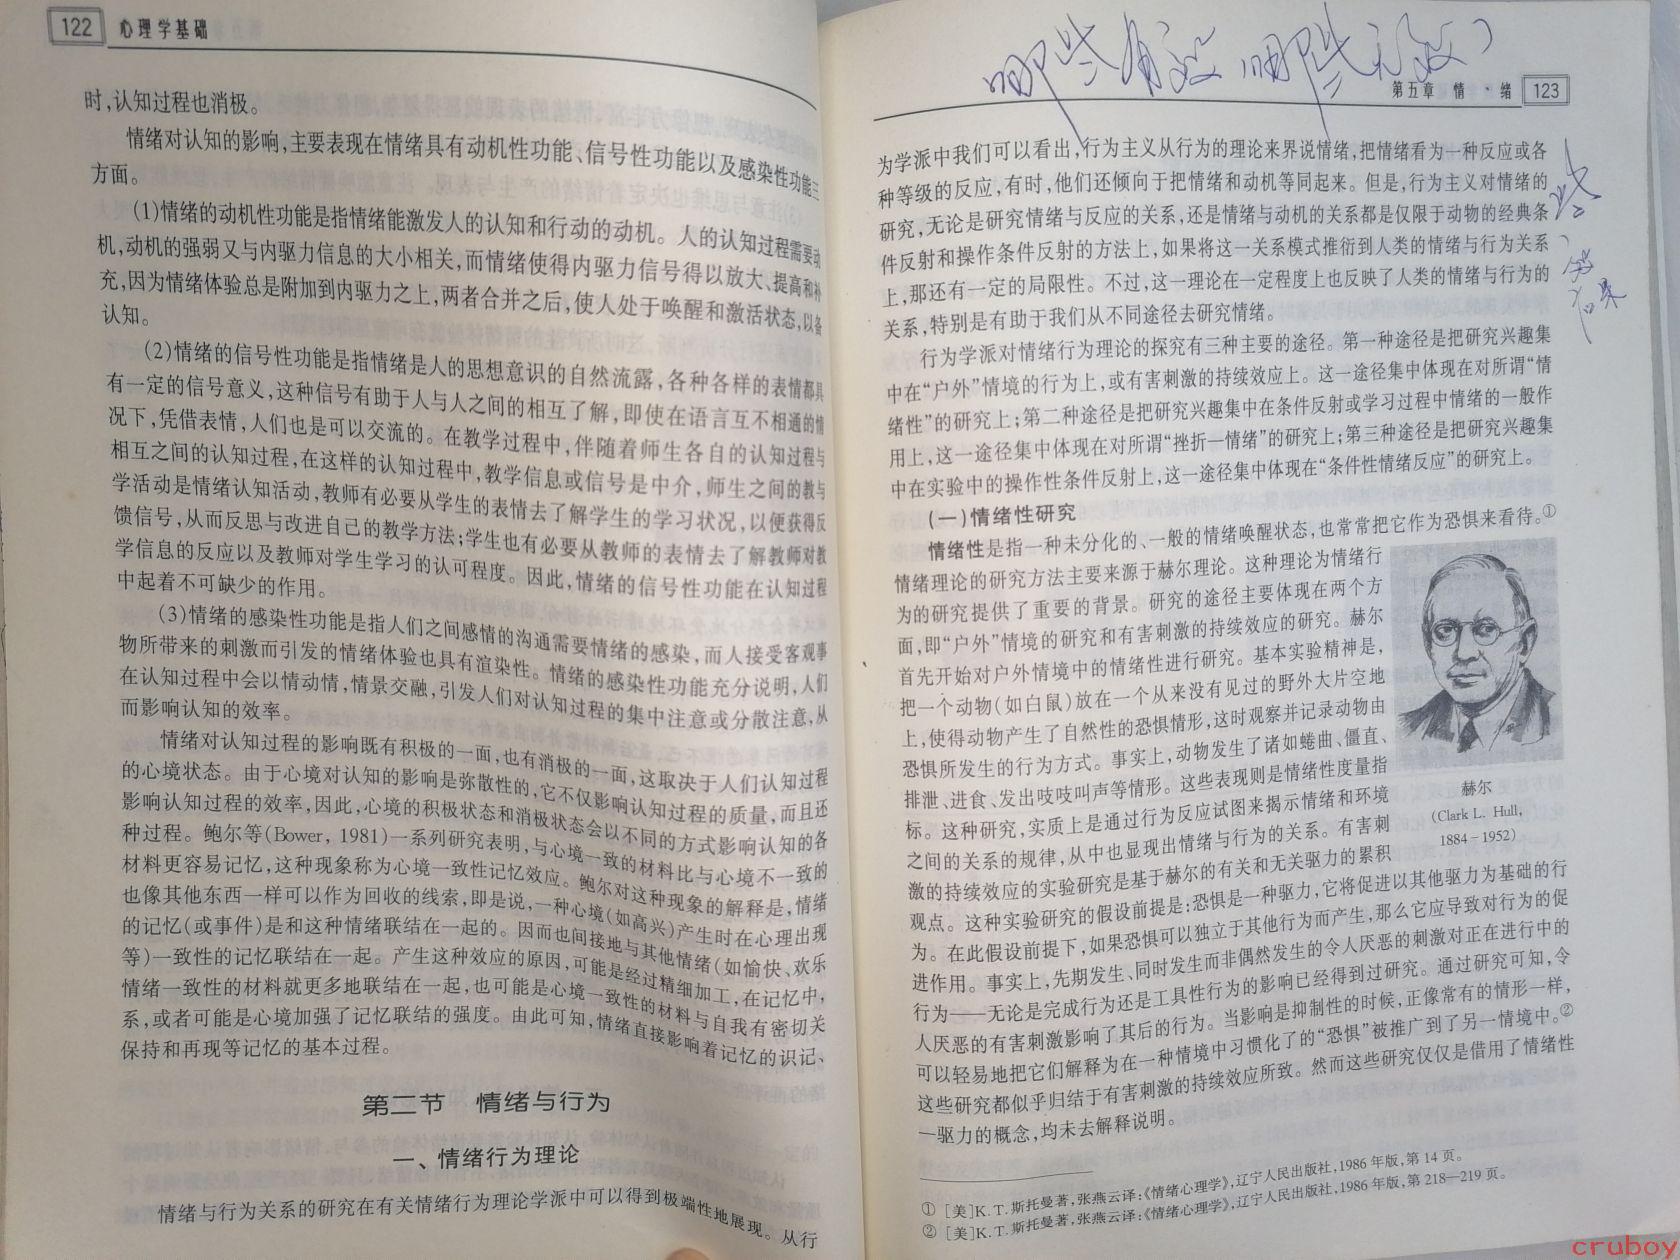 122 心理学基础
时,认知过程也消极。
情绪对认知的影响,主要表现在情绪具有动机性功能、信号性功能以及感染性功能三
方面。
(1)情绪的动机性功能是指情绪能激发人的认知和行动的动机。人的认知过程需要动
机,动机的强弱又与内驱力信息的大小相关,而情绪使得内驱力信号得以放大、提高和补
充,因为情绪体验总是附加到内驱力之上,两者合并之后,使人处于唤醒和激活状态,以备
认知。
(2)情绪的信号性功能是指情绪是人的思想意识的自然流露,各种各样的表情都具
有一定的信号意义,这种信号有助于人与人之间的相互了解,即使在语言互不相通的情
况下,凭借表情,人们也是可以交流的。在教学过程中,伴随着师生各自的认知过程与
相互之间的认知过程,在这样的认知过程中,教学信息或信号是中介,师生之间的教与
学活动是情绪认知活动,教师有必要从学生的表情去了解学生的学习状况,以便获得反
馈信号,从而反思与改进自己的教学方法;学生也有必要从教师的表情去了解教师对教
学信息的反应以及教师对学生学习的认可程度。因此,情绪的信号性功能在认知过程
中起着不可缺少的作用。
(3)情绪的感染性功能是指人们之间感情的沟通需要情绪的感染,而人接受客观事
物所带来的刺激而引发的情绪体验也具有渲染性。情绪的感染性功能充分说明,人们
在认知过程中会以情动情,情景交融,引发人们对认知过程的集中注意或分散注意,从
而影响认知的效率。
情绪对认知过程的影响既有积极的一面,也有消极的一面,这取决于人们认知过程
的心境状态。由于心境对认知的影响是弥散性的,它不仅影响认知过程的质量,而且还
影响认知过程的效率,因此,心境的积极状态和消极状态会以不同的方式影响认知的各
种过程。鲍尔等(Bower, 1981)一系列研究表明,与心境一致的材料比与心境不一致的
材料更容易记忆,这种现象称为心境一致性记忆效应。鲍尔对这种现象的解释是,情绪
也像其他东西一样可以作为回收的线索,即是说,一种心境(如高兴)产生时在心理出现
的记忆(或事件)是和这种情绪联结在一起的。因而也间接地与其他情绪(如愉快、欢乐
等)一致性的记忆联结在一起。产生这种效应的原因,可能是经过精细加工,在记忆中,
情绪一致性的材料就更多地联结在一起,也可能是心境一致性的材料与自我有密切关
系,或者可能是心境加强了记忆联结的强度。由此可知,情绪直接影响着记忆的识记、
保持和再现等记忆的基本过程。
第二节 情绪与行为
一、情绪行为理论
情绪与行为关系的研究在有关情绪行为理论学派中可以得到极端性地展现。从行
哪些有效 哪些无效
第五章 情·绪 123
为学派中我们可以看出,行为主义从行为的理论来界说情绪,把情绪看为一种反应或各
种等级的反应,有时,他们还倾向于把情绪和动机等同起来。但是,行为主义对情绪的
研究,无论是研究情绪与反应的关系,还是情绪与动机的关系都是仅限于动物的经典条
件反射和操作条件反射的方法上,如果将这一关系模式推衍到人类的情绪与行为关系
上,那还有一定的局限性。不过,这一理论在一定程度上也反映了人类的情绪与行为的
关系,特别是有助于我们从不同途径去研究情绪。
行为学派对情绪行为理论的探究有三种主要的途径。第一种途径是把研究兴趣集
中在“户外”情境的行为上,或有害刺激的持续效应上。这一途径集中体现在对所谓“情
绪性”的研究上;第二种途径是把研究兴趣集中在条件反射或学习过程中情绪的一般作
用上,这一途径集中体现在对所谓“挫折—情绪”的研究上;第三种途径是把研究兴趣集
中在实验中的操作性条件反射上,这一途径集中体现在“条件性情绪反应”的研究上。
(一)情绪性研究
情绪性是指一种未分化的、一般的情绪唤醒状态,也常常把它作为恐惧来看待。①
情绪理论的研究方法主要来源于赫尔理论。这种理论为情绪行
为的研究提供了重要的背景。研究的途径主要体现在两个方
面,即“户外”情境的研究和有害刺激的持续效应的研究。赫尔
首先开始对户外情境中的情绪性进行研究。基本实验精神是,
把一个动物(如白鼠)放在一个从来没有见过的野外大片空地
上,使得动物产生了自然性的恐惧情形,这时观察并记录动物由
恐惧所发生的行为方式。事实上,动物发生了诸如蜷曲、僵直、
排泄、进食、发出吱吱叫声等情形。这些表现则是情绪性度量指
标。这种研究,实质上是通过行为反应试图来揭示情绪和环境
之间的关系的规律,从中也显现出情绪与行为的关系。有害刺
激的持续效应的实验研究是基于赫尔的有关和无关驱力的累积
观点。这种实验研究的假设前提是:恐惧是一种驱力,它将促进以其他驱力为基础的行
为。在此假设前提下,如果恐惧可以独立于其他行为而产生,那么它应导致对行为的促
进作用。事实上,先期发生、同时发生而非偶然发生的令人厌恶的刺激对正在进行中的
行为——无论是完成行为还是工具性行为的影响已经得到过研究。通过研究可知,令
人厌恶的有害刺激影响了其后的行为。当影响是抑制性的时候,正像常有的情形一样,
可以轻易地把它们解释为在一种情境中习惯化了的“恐惧”被推广到了另一情境中。②
这些研究都似乎归结于有害刺激的持续效应所致。然而这些研究仅仅是借用了情绪性
—驱力的概念,均未去解释说明。
赫尔
(Clark L. Hull,
1884-1952)
① [美]K.T.斯托曼著,张燕云译:《情绪心理学》,辽宁人民出版社,1986年版,第14页。
② [美]K.T.斯托曼著,张燕云译:《情绪心理学》,辽宁人民出版社,1986年版,第218—219页。
cruboy